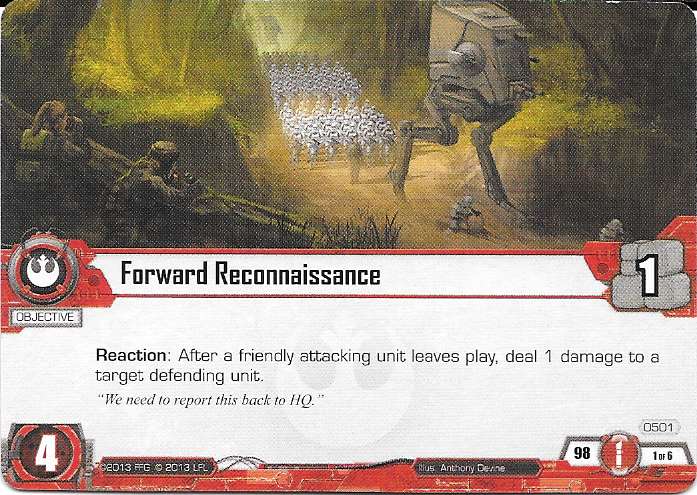 Forward Reconnaissance
1
OBJECTIVE
Reaction: After a friendly attacking unit leaves play, deal 1 damage to a
target defending unit.
“We need to report this back to HQ.”
0501
4
98
1 OF 6
©2013 FFG © 2013 LFL
Illus. Anthony Devine